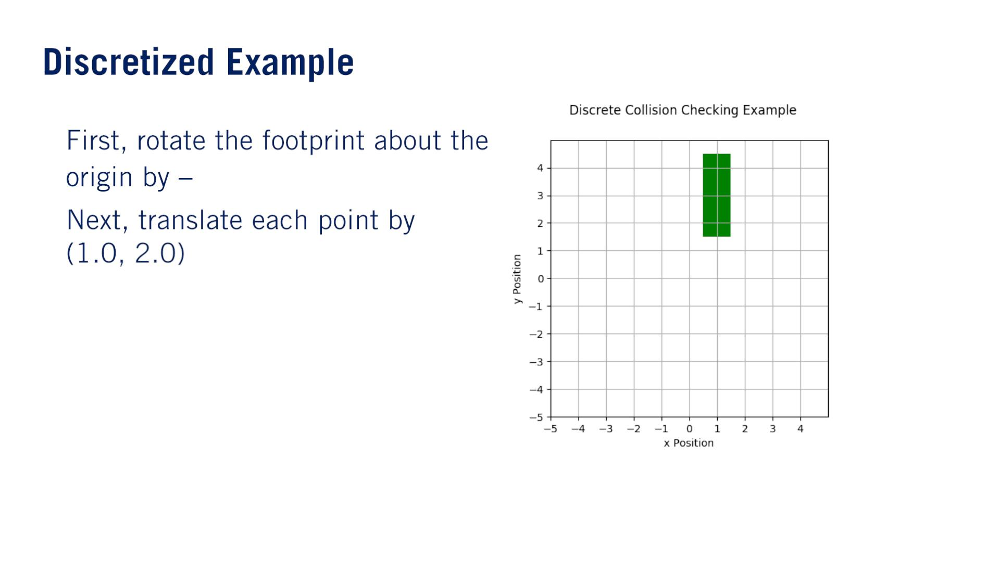 Discretized Example
First, rotate the footprint about the
origin by –
Next, translate each point by
(1.0, 2.0)
Discrete Collision Checking Example
4
3
2
1
0
−1
−2
−3
−4
−5
y Position
−5 −4 −3 −2 −1 0 1 2 3 4
x Position